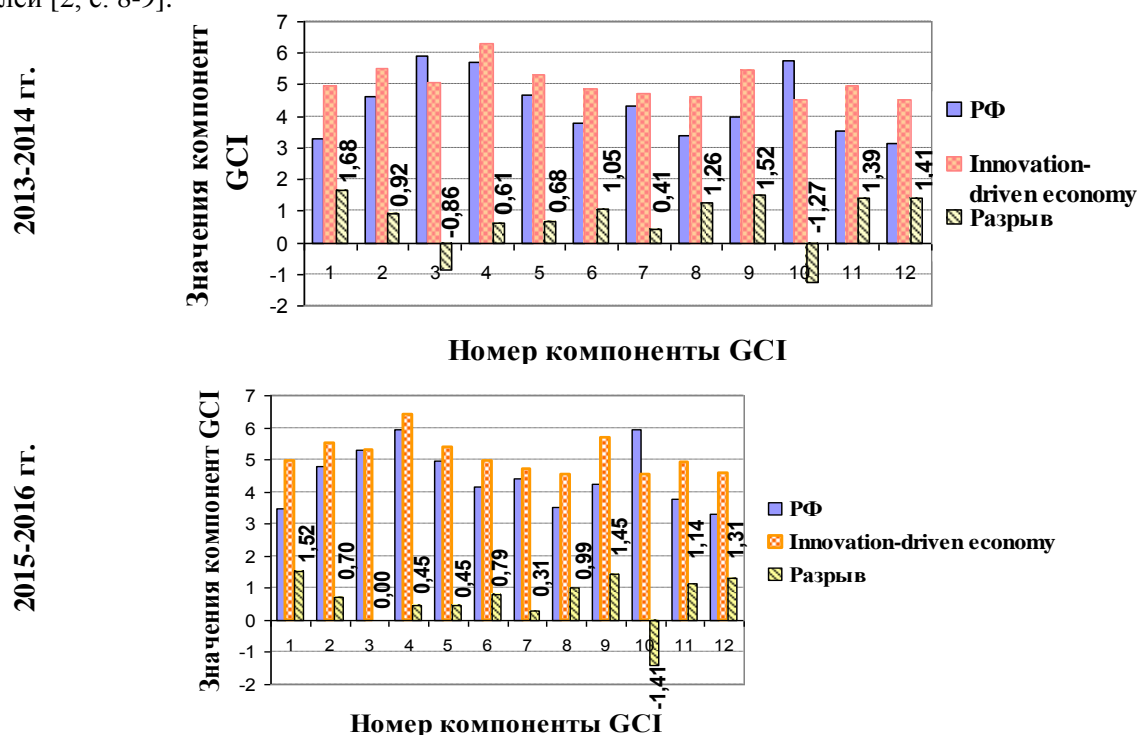 лей [2, с. 8-9].
2013-2014 гг.
Значения компонент
GCI
7
6
5
4
3
2
1
0
-1
-2
1,68
0,92
-0,86
0,61
0,68
1,05
0,41
1,26
1,52
-1,27
1,39
1,41
1 2 3 4 5 6 7 8 9 10 11 12
РФ
Innovation-
driven economy
Разрыв
Номер компоненты GCI
2015-2016 гг.
Значения компонент GCI
7
6
5
4
3
2
1
0
-1
-2
1,52
0,70
0,00
0,45
0,45
0,79
0,31
0,99
1,45
-1,41
1,14
1,31
1 2 3 4 5 6 7 8 9 10 11 12
РФ
Innovation-driven economy
Разрыв
Номер компоненты GCI